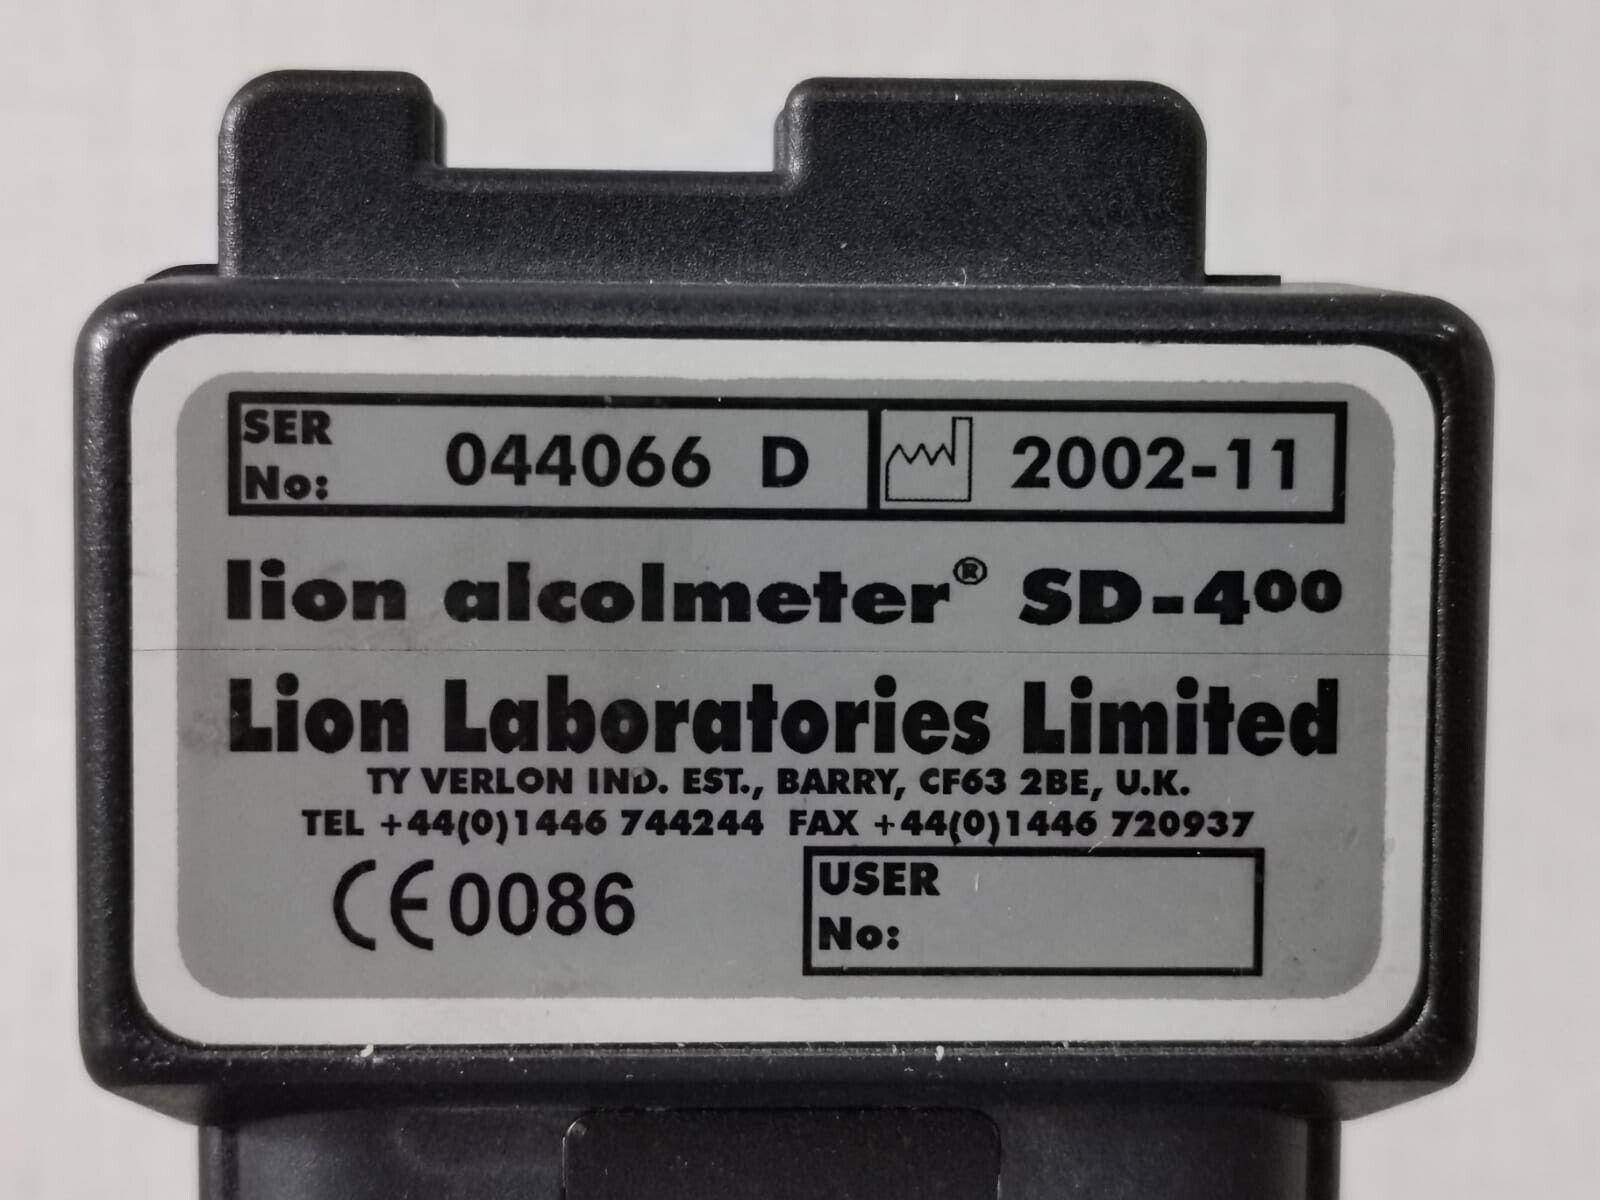 SER No: 044066 D 2002-11
lion alcolmeter® SD-400
Lion Laboratories Limited
TY VERLON IND. EST., BARRY, CF63 2BE, U.K.
TEL +44(0)1446 744244 FAX +44(0)1446 720937
CE0086
USER
No: